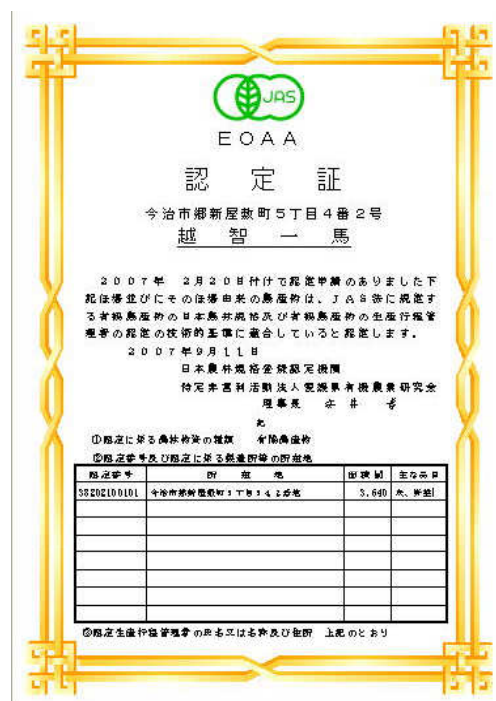 JAS
EOAA
認定証
今治市郷新屋敷町5丁目4番2号
越智一馬
2007年 2月20日付けで認定申請のありました下
記ほ場並びにそのほ場由来の農産物は、JAS法に規定す
る有機農産物の日本農林規格及び有機農産物の生産行程管
理者の認定の技術的基準に適合していると認定します。
2007年9月11日
日本農林規格登録認定機関
特定非営利活動法人愛媛県有機農業研究会
理事長 安井 孝
記
①認定に係る農林物資の種類 有機農産物
②認定番号及び認定に係る製造所等の所在地
認定番号 所在地 面積㎡ 主な品目
38202100101 今治市郷新屋敷町5丁目 3,640 米、野菜
③認定生産行程管理者の氏名又は名称及び住所 上記のとおり